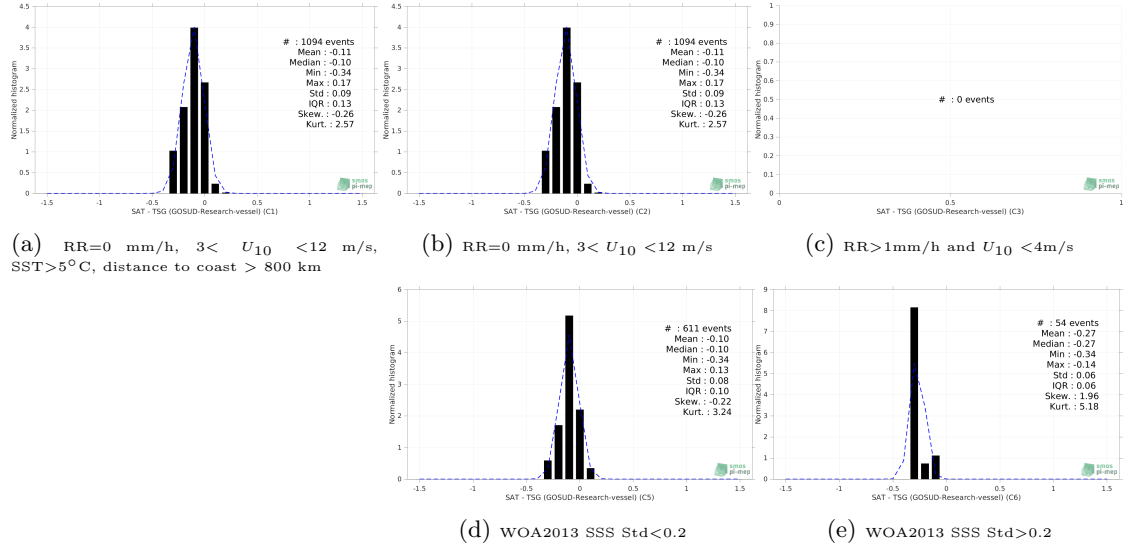 4.5
4
3.5
3
2.5
2
1.5
1
0.5
0
Normalized histogram
# : 1094 events
Mean : -0.11
Median : -0.10
Min : -0.34
Max : 0.17
Std : 0.09
IQR : 0.13
Skew. : -0.26
Kurt. : 2.57
smos
pi-mep
-1.5 -1 -0.5 0 0.5 1 1.5
SAT - TSG (GOSUD-Research-vessel) (C1)
(a) RR=0 mm/h, 3< U10 <12 m/s,
SST>5°C, distance to coast > 800 km
4.5
4
3.5
3
2.5
2
1.5
1
0.5
0
Normalized histogram
# : 1094 events
Mean : -0.11
Median : -0.10
Min : -0.34
Max : 0.17
Std : 0.09
IQR : 0.13
Skew. : -0.26
Kurt. : 2.57
smos
pi-mep
-1.5 -1 -0.5 0 0.5 1 1.5
SAT - TSG (GOSUD-Research-vessel) (C2)
(b) RR=0 mm/h, 3< U10 <12 m/s
1
0.9
0.8
0.7
0.6
0.5
0.4
0.3
0.2
0.1
0
Normalized histogram
# : 0 events
smos
pi-mep
0 0.5 1
SAT - TSG (GOSUD-Research-vessel) (C3)
(c) RR>1mm/h and U10 <4m/s
6
5
4
3
2
1
0
Normalized histogram
# : 611 events
Mean : -0.10
Median : -0.10
Min : -0.34
Max : 0.13
Std : 0.08
IQR : 0.10
Skew. : -0.22
Kurt. : 3.24
smos
pi-mep
-1.5 -1 -0.5 0 0.5 1 1.5
SAT - TSG (GOSUD-Research-vessel) (C5)
(d) WOA2013 SSS Std<0.2
9
8
7
6
5
4
3
2
1
0
Normalized histogram
# : 54 events
Mean : -0.27
Median : -0.27
Min : -0.34
Max : -0.14
Std : 0.06
IQR : 0.06
Skew. : 1.96
Kurt. : 5.18
smos
pi-mep
-1.5 -1 -0.5 0 0.5 1 1.5
SAT - TSG (GOSUD-Research-vessel) (C6)
(e) WOA2013 SSS Std>0.2